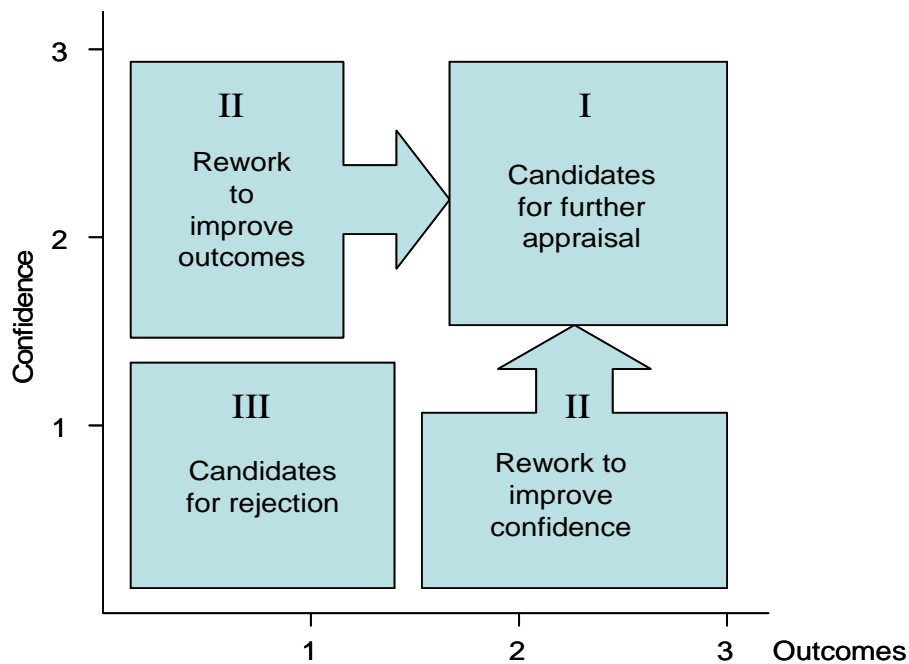 3
II
Rework
to
improve
outcomes
I
Candidates
for further
appraisal
2
Confidence
III
Candidates
for rejection
1
II
Rework to
improve
confidence
1
2
3
Outcomes